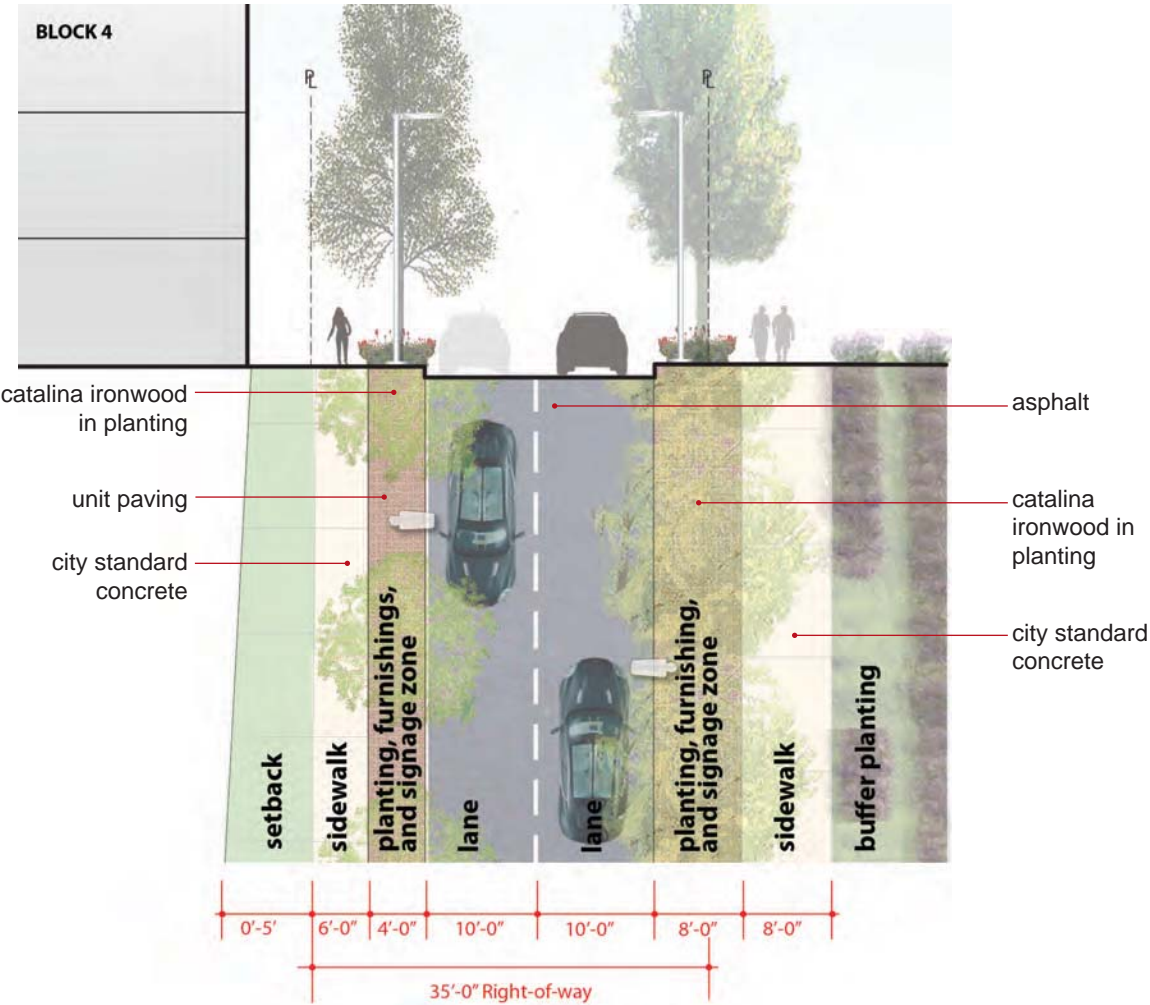 BLOCK 4
PL
PL
catalina ironwood
in planting
unit paving
city standard
concrete
asphalt
catalina
ironwood in
planting
city standard
concrete
setback
sidewalk
planting, furnishings,
and signage zone
lane
lane
planting, furnishing,
and signage zone
sidewalk
buffer planting
0'-5'
6'-0"
4'-0"
10'-0"
10'-0"
8'-0"
8'-0"
35'-0" Right-of-way